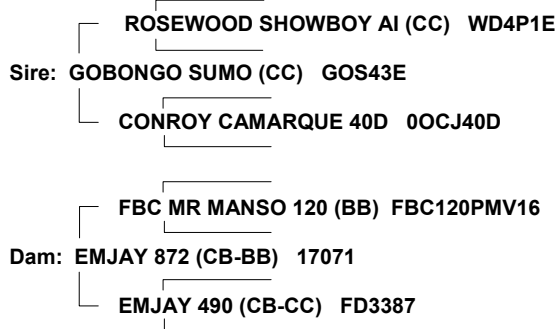 ROSEWOOD SHOWBOY AI (CC) WD4P1E
Sire: GOBONGO SUMO (CC) GOS43E
CONROY CAMARQUE 40D 0OCJ40D
FBC MR MANSO 120 (BB) FBC120PMV16
Dam: EMJAY 872 (CB-BB) 17071
EMJAY 490 (CB-CC) FD3387